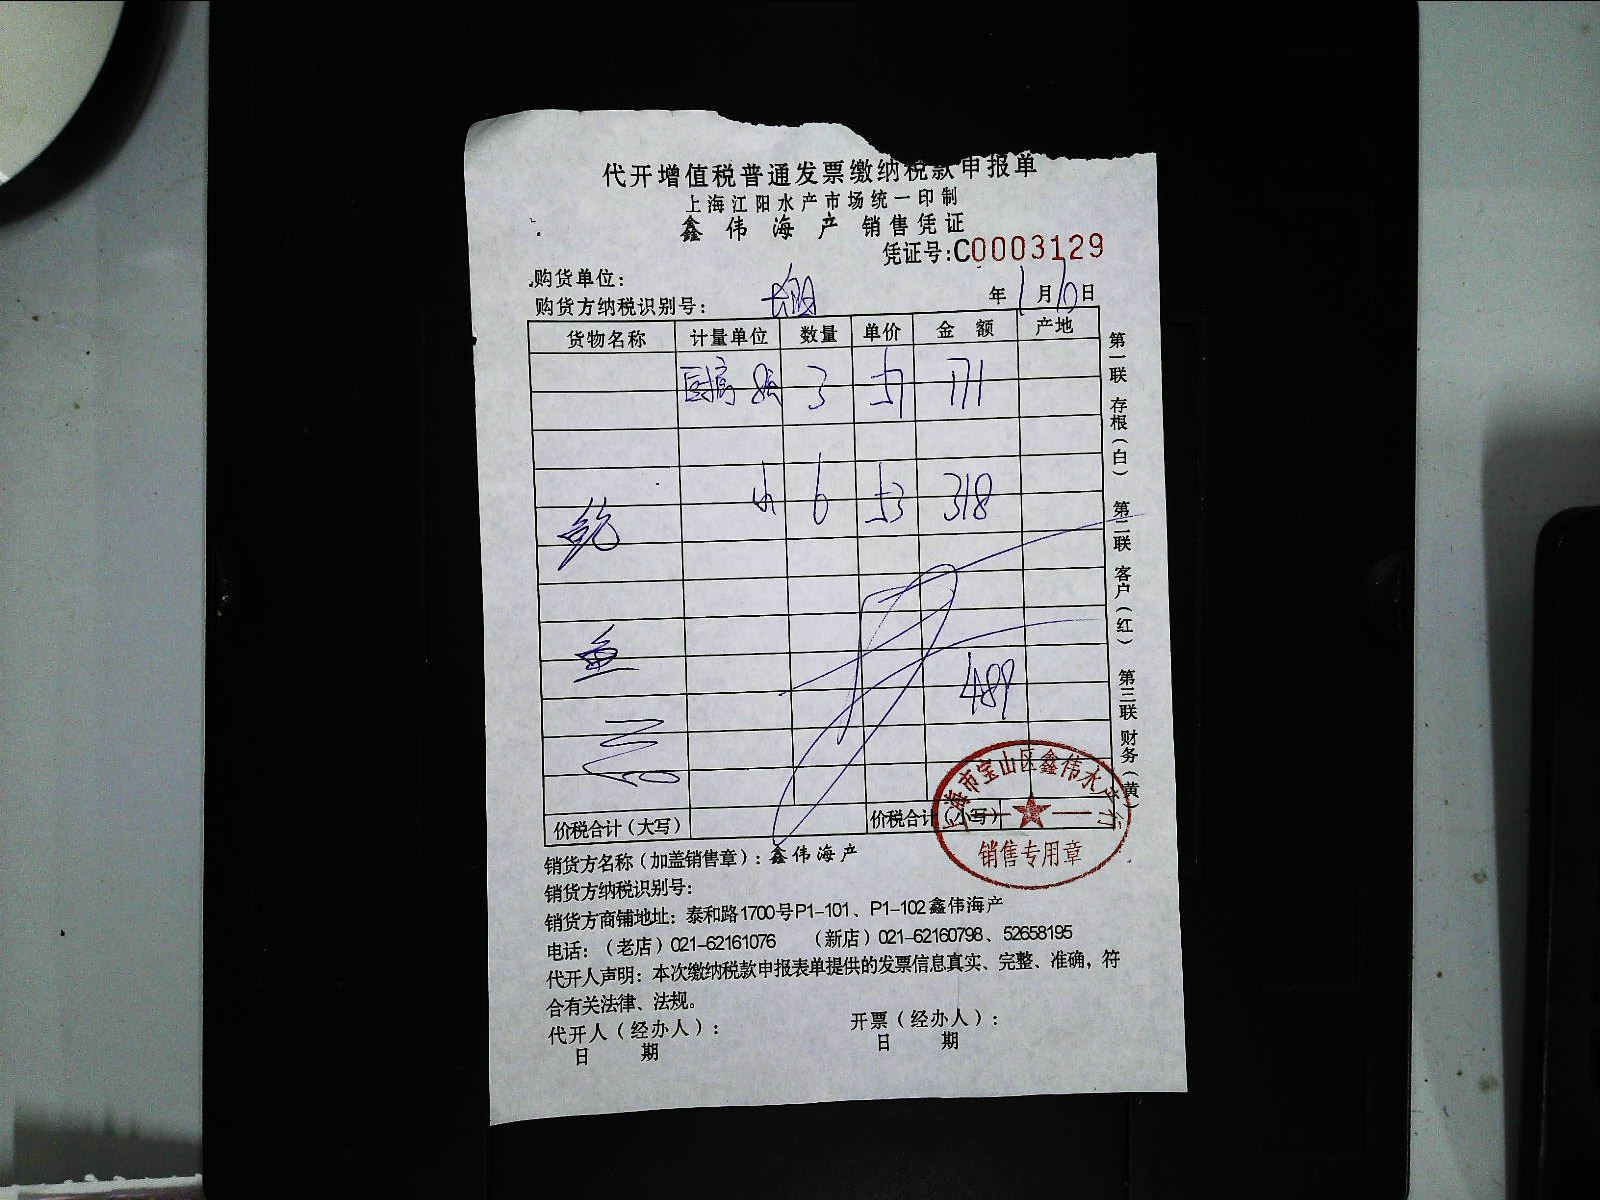 代开增值税普通发票缴纳税款申报单
上海江阳水产市场统一印制
鑫伟海产 销售凭证
凭证号:C0003129
购货单位:
购货方纳税识别号: 年1月10日
货物名称 计量单位 数量 单价 金额 产地
3 57 171
小 6 53 318
鲍
鱼
489
价税合计(大写) 价税合计(小写)
第一联 存根(白) 第二联 客户(红) 第三联 财务(黄)
上海市宝山区鑫伟水产行
销售专用章
销货方名称(加盖销售章):鑫伟海产
销货方纳税识别号:
销货方商铺地址:泰和路1700号P1-101、P1-102鑫伟海产
电话:(老店)021-62161076 (新店)021-62160798、52658195
代开人声明:本次缴纳税款申报表单提供的发票信息真实、完整、准确,符
合有关法律、法规。
代开人(经办人): 开票(经办人):
日期 日期